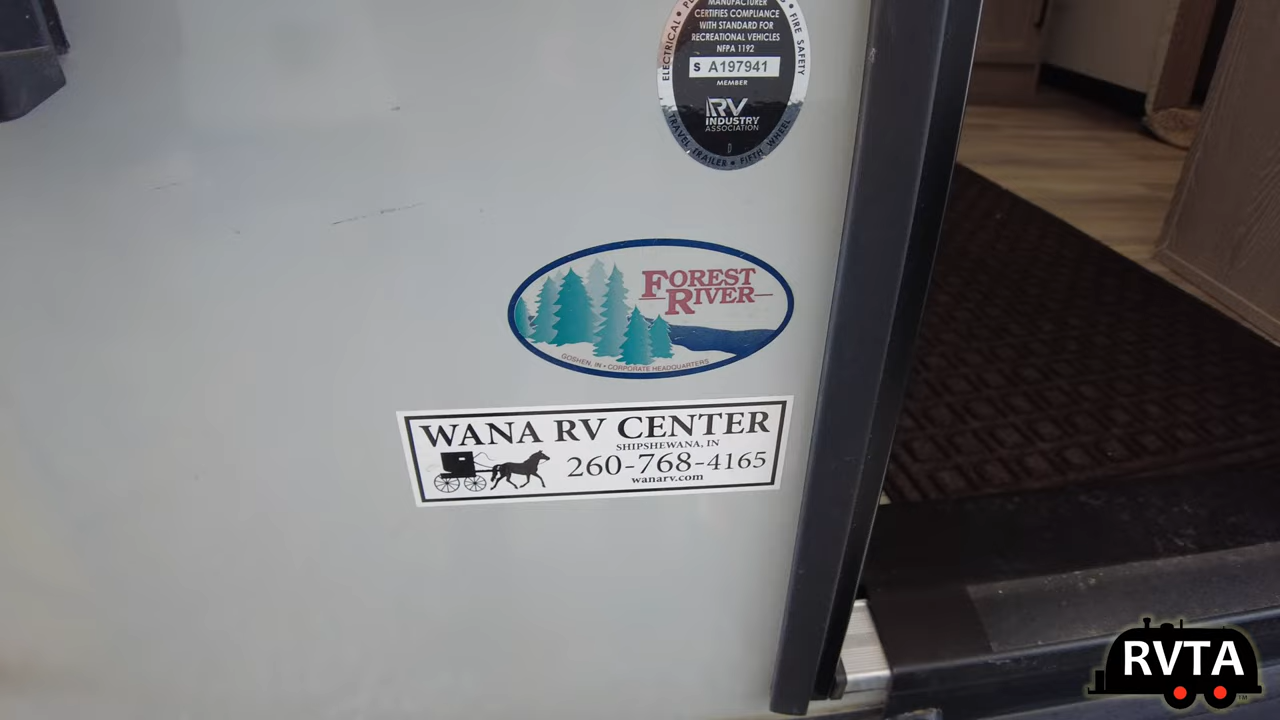 MANUFACTURER
CERTIFIES COMPLIANCE
WITH STANDARD FOR
RECREATIONAL VEHICLES
NFPA 1192
ELECTRICAL •
• FIRE SAFETY
S A197941
MEMBER
RV
INDUSTRY
ASSOCIATION
D
TRAVEL TRAILER • FIFTH WHEEL
FOREST
RIVER
GOSHEN, IN • CORPORATE HEADQUARTERS
WANA RV CENTER
SHIPSHEWANA, IN
260-768-4165
wanarv.com
RVTA
TM